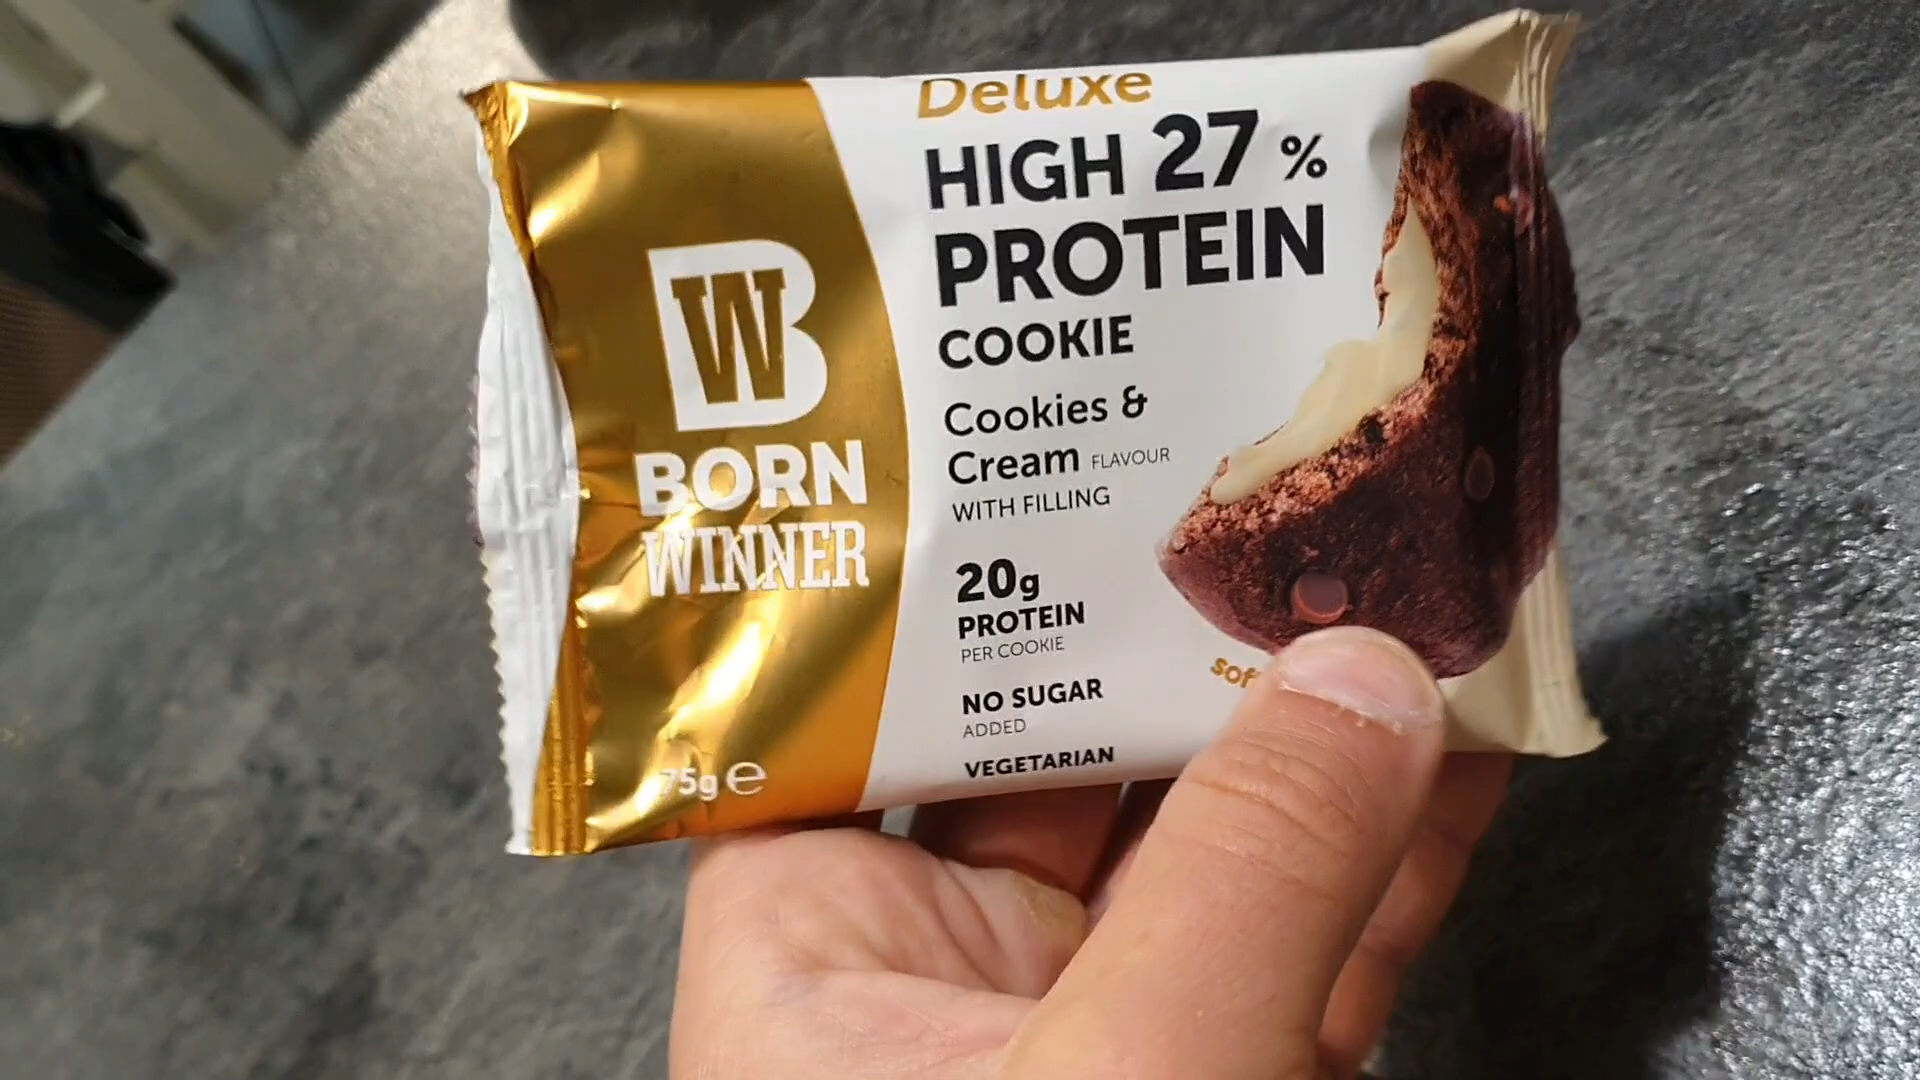 Deluxe
HIGH 27 %
PROTEIN
COOKIE
Cookies &
Cream FLAVOUR
WITH FILLING
20g
PROTEIN
PER COOKIE
NO SUGAR
ADDED
VEGETARIAN
WB
BORN
WINNER
75g e